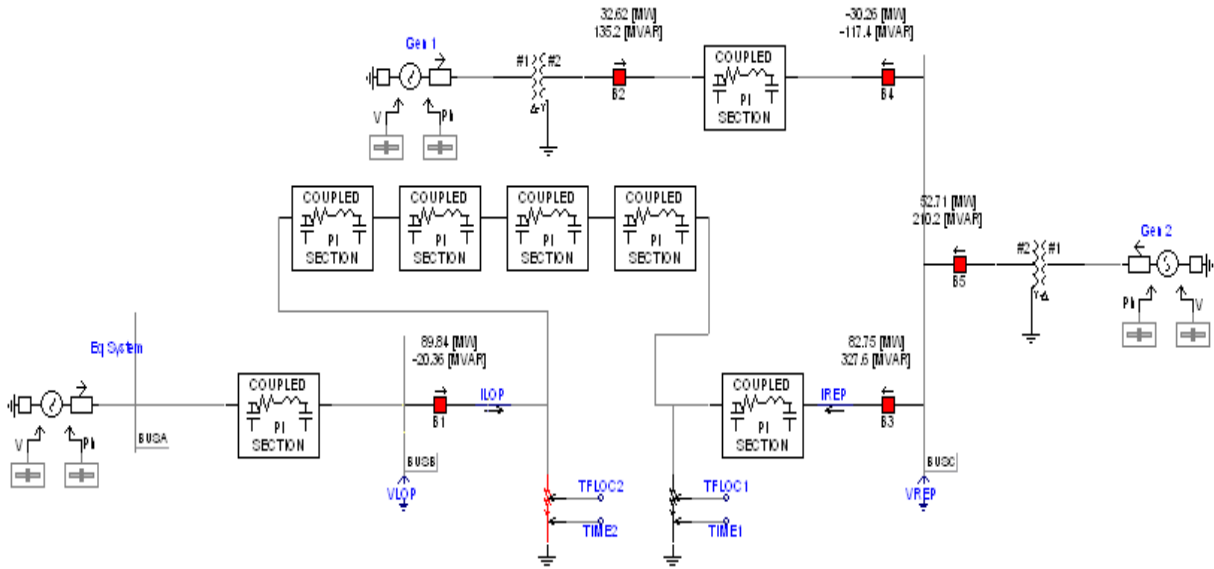 32.62 [MW]
135.2 [MVAR]
-30.26 [MW]
-117.4 [MVAR]
Gen 1
#1
#2
COUPLED
PI
SECTION
B2
B4
Δ
Y
V
Ph
COUPLED
PI
SECTION
COUPLED
PI
SECTION
COUPLED
PI
SECTION
COUPLED
PI
SECTION
52.71 [MW]
210.2 [MVAR]
Gen 2
#2
#1
B5
Y
Δ
Ph
V
Eq System
89.84 [MW]
-20.36 [MVAR]
82.75 [MW]
327.6 [MVAR]
COUPLED
PI
SECTION
ILOP
B1
COUPLED
PI
SECTION
IREP
B3
V
Ph
BUSA
BUSB
BUSC
VLOP
TFLOC2
TIME2
TFLOC1
TIME1
VREP